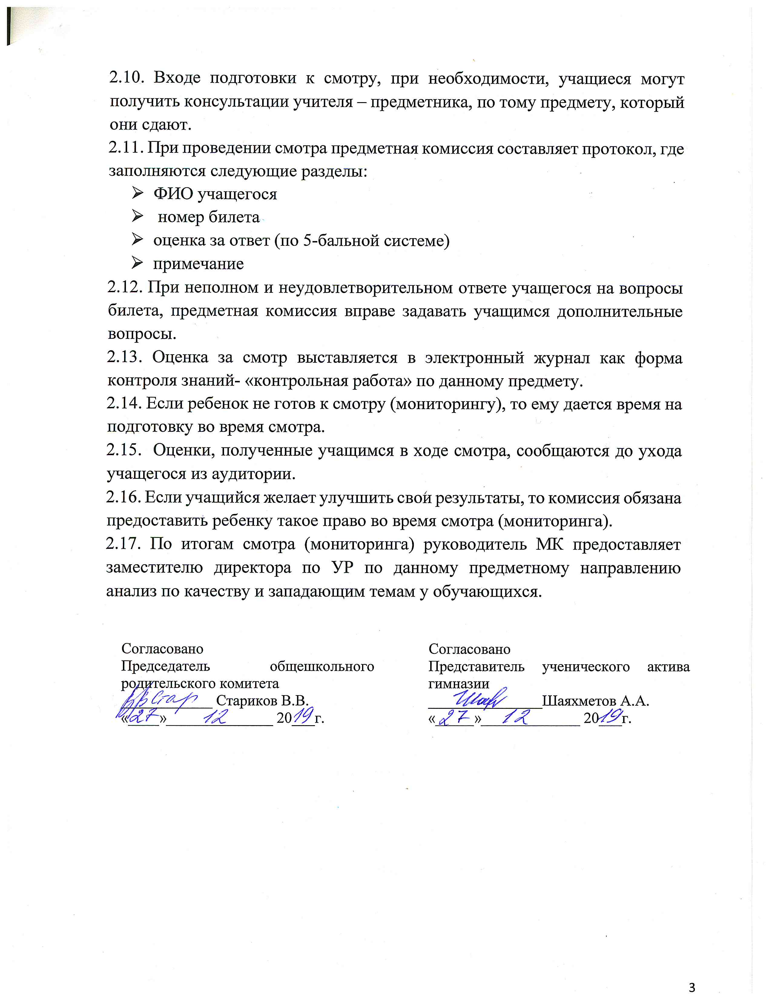 2.10. Входе подготовки к смотру, при необходимости, учащиеся могут
получить консультации учителя – предметника, по тому предмету, который
они сдают.
2.11. При проведении смотра предметная комиссия составляет протокол, где
заполняются следующие разделы:
➢ ФИО учащегося
➢ номер билета
➢ оценка за ответ (по 5-бальной системе)
➢ примечание
2.12. При неполном и неудовлетворительном ответе учащегося на вопросы
билета, предметная комиссия вправе задавать учащимся дополнительные
вопросы.
2.13. Оценка за смотр выставляется в электронный журнал как форма
контроля знаний- «контрольная работа» по данному предмету.
2.14. Если ребенок не готов к смотру (мониторингу), то ему дается время на
подготовку во время смотра.
2.15. Оценки, полученные учащимся в ходе смотра, сообщаются до ухода
учащегося из аудитории.
2.16. Если учащийся желает улучшить свои результаты, то комиссия обязана
предоставить ребенку такое право во время смотра (мониторинга).
2.17. По итогам смотра (мониторинга) руководитель МК предоставляет
заместителю директора по УР по данному предметному направлению
анализ по качеству и западающим темам у обучающихся.
Согласовано
Председатель общешкольного
родительского комитета
ВВСтар Стариков В.В.
«27» 12 2019г.
Согласовано
Представитель ученического актива
гимназии
Шаях Шаяхметов А.А.
«27» 12 2019г.
3